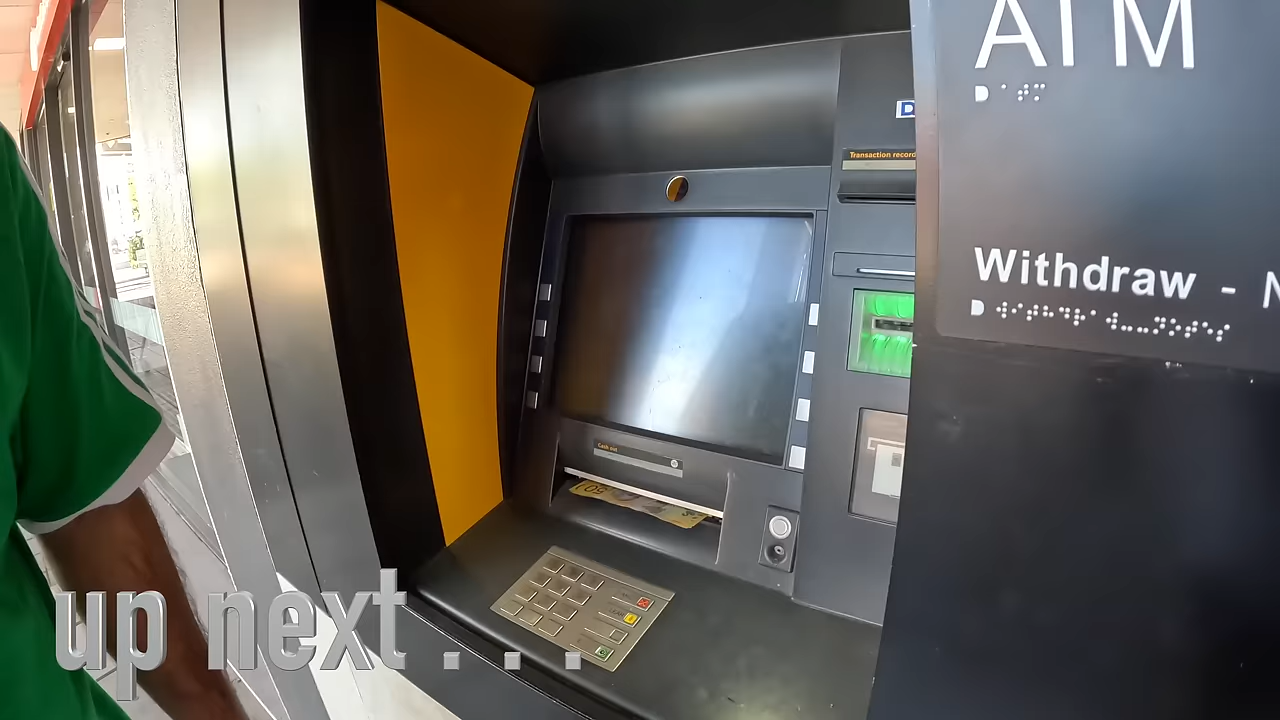 ATM
Transaction record
Withdraw -
Cash out
50
up next . . .